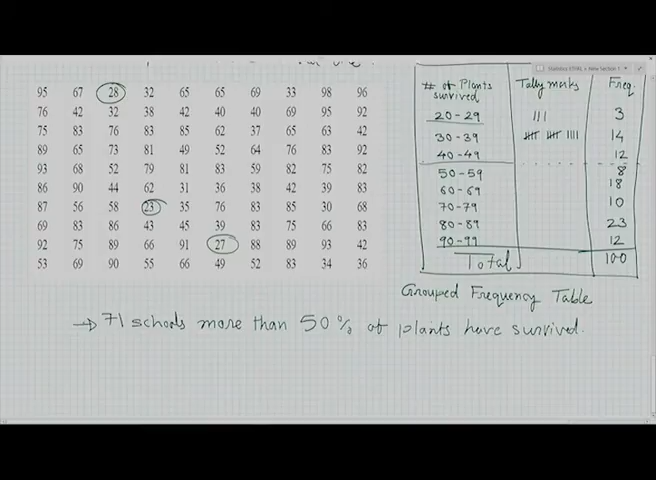 95 67 28 32 65 65 69 33 98 96
76 42 32 38 42 40 40 69 95 92
75 83 76 83 85 62 37 65 63 42
89 65 73 81 49 52 64 76 83 92
93 68 52 79 81 83 59 82 75 82
86 90 44 62 31 36 38 42 39 83
87 56 58 23 35 76 83 85 30 68
69 83 86 43 45 39 83 75 66 83
92 75 89 66 91 27 88 89 93 42
53 69 90 55 66 49 52 83 34 36
# of Plants survived Tally marks Freq.
20-29 3
30-39 14
40-49 12
50-59 8
60-69 18
70-79 10
80-89 23
90-99 12
Total 100
Grouped Frequency Table
→ 71 schools more than 50% of plants have survived.